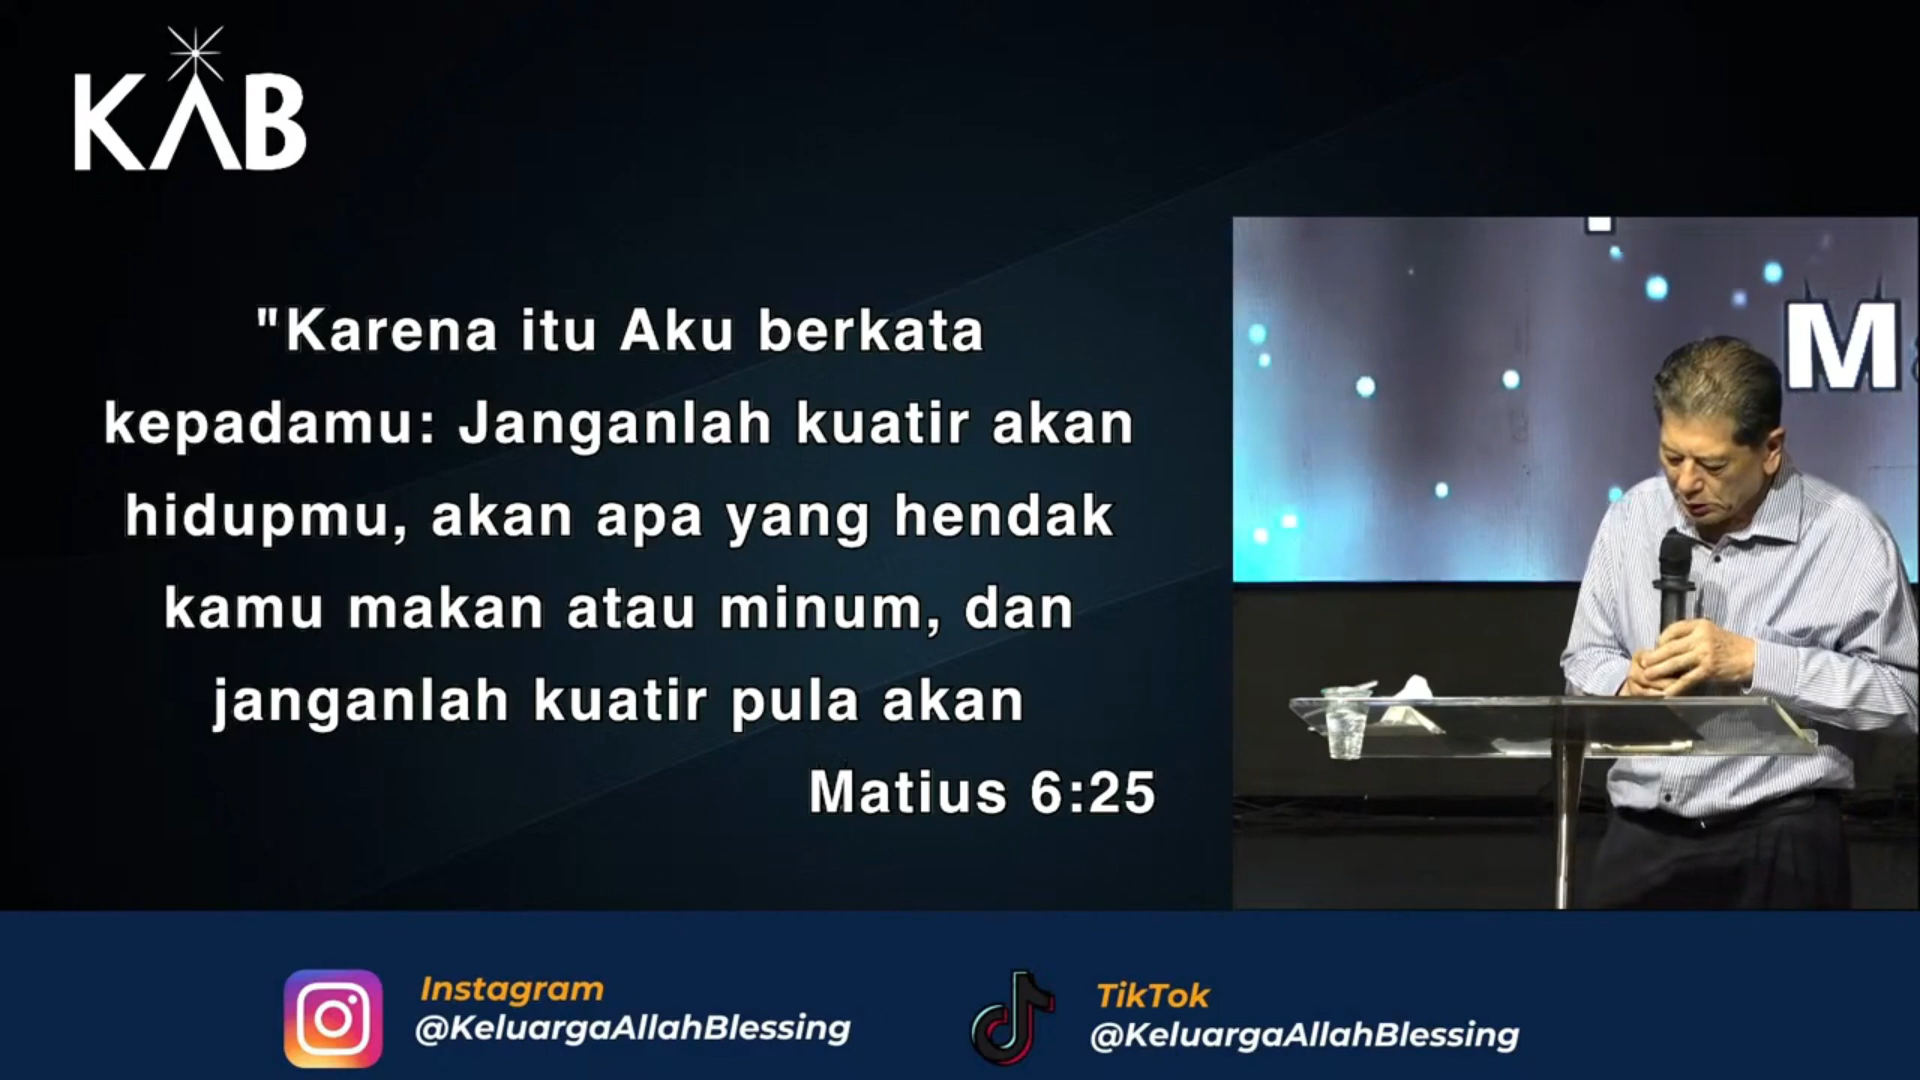 KAB
"Karena itu Aku berkata
kepadamu: Janganlah kuatir akan
hidupmu, akan apa yang hendak
kamu makan atau minum, dan
janganlah kuatir pula akan
Matius 6:25
M
Instagram
@KeluargaAllahBlessing
TikTok
@KeluargaAllahBlessing